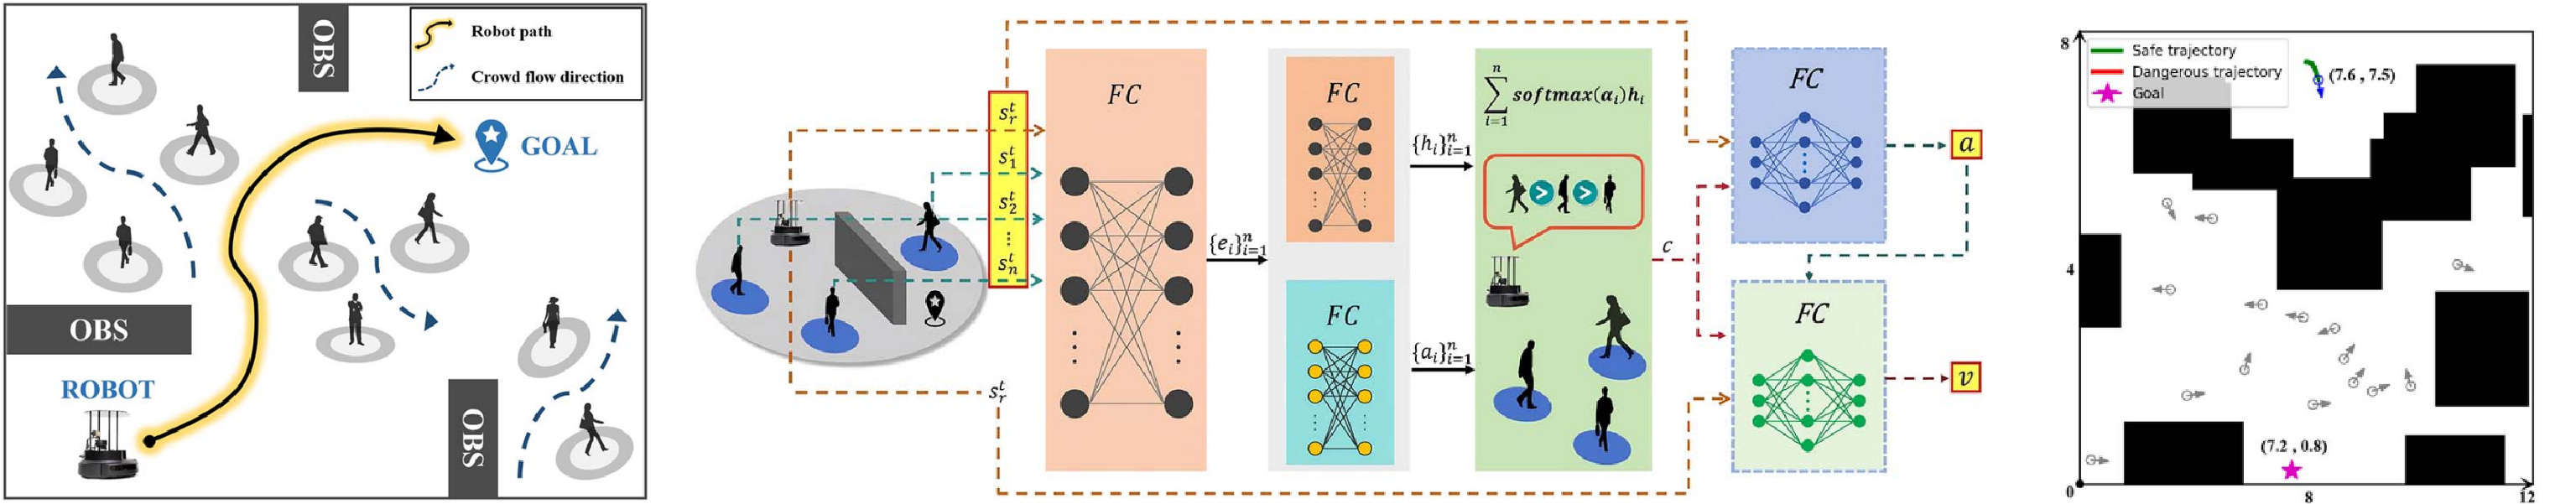 OBS
Robot path
Crowd flow direction
GOAL
OBS
ROBOT
OBS
s_r^t
s_1^t
s_2^t
⋮
s_n^t
s_r^t
FC
{e_i}_{i=1}^n
FC
FC
{h_i}_{i=1}^n
{a_i}_{i=1}^n
∑_{i=1}^{n} softmax(a_i)h_i
> >
c
FC
FC
a
v
8
Safe trajectory
Dangerous trajectory
Goal
(7.6 , 7.5)
4
(7.2 , 0.8)
0
8
12